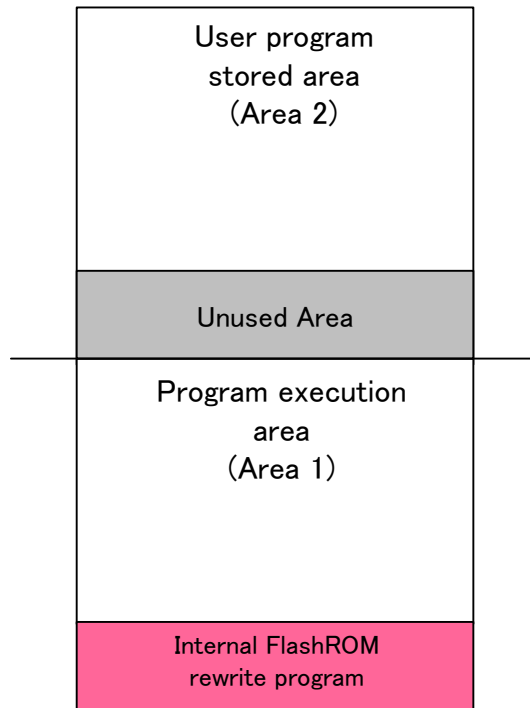 User program
stored area
(Area 2)
Unused Area
Program execution
area
(Area 1)
Internal FlashROM
rewrite program